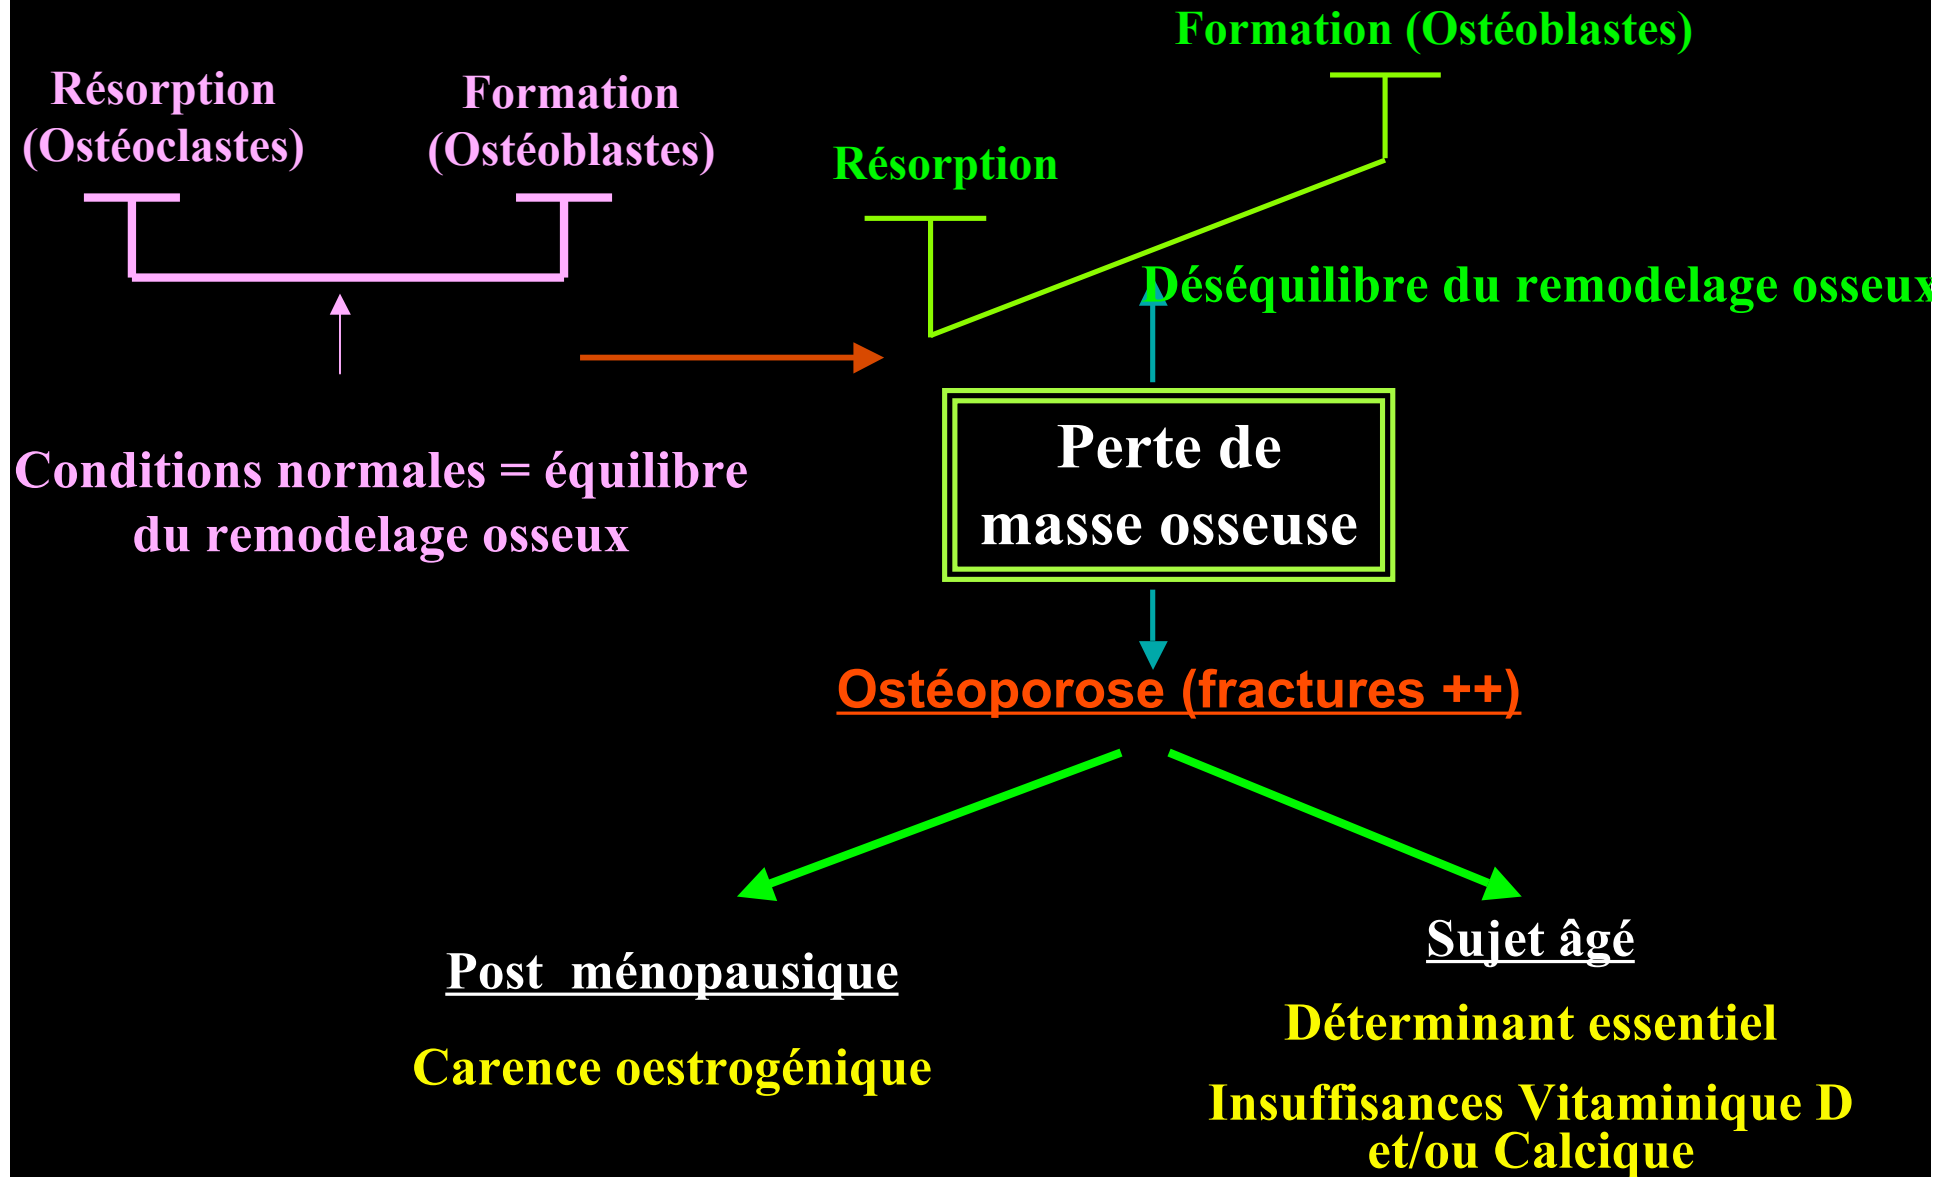 Résorption
(Ostéoclastes)
Formation
(Ostéoblastes)
Formation (Ostéoblastes)
Résorption
Déséquilibre du remodelage osseux
Conditions normales = équilibre
du remodelage osseux
Perte de
masse osseuse
Ostéoporose (fractures ++)
Post ménopausique
Carence oestrogénique
Sujet âgé
Déterminant essentiel
Insuffisances Vitaminique D
et/ou Calcique